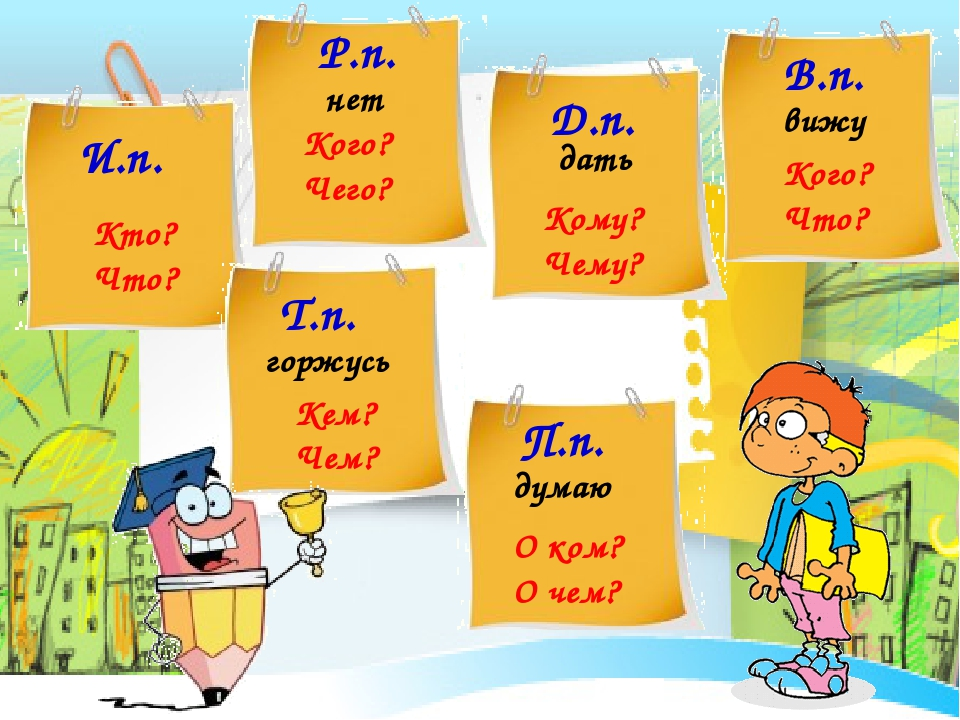 И.п.
Кто?
Что?
Р.п.
нет
Кого?
Чего?
Д.п.
дать
Кому?
Чему?
В.п.
вижу
Кого?
Что?
Т.п.
горжусь
Кем?
Чем?
П.п.
думаю
О ком?
О чем?